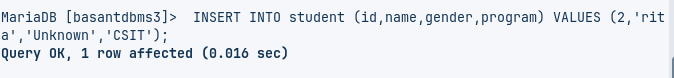 MariaDB [basantdbms3]>  INSERT INTO student (id,name,gender,program) VALUES (2,'rit
a','Unknown','CSIT');
Query OK, 1 row affected (0.016 sec)